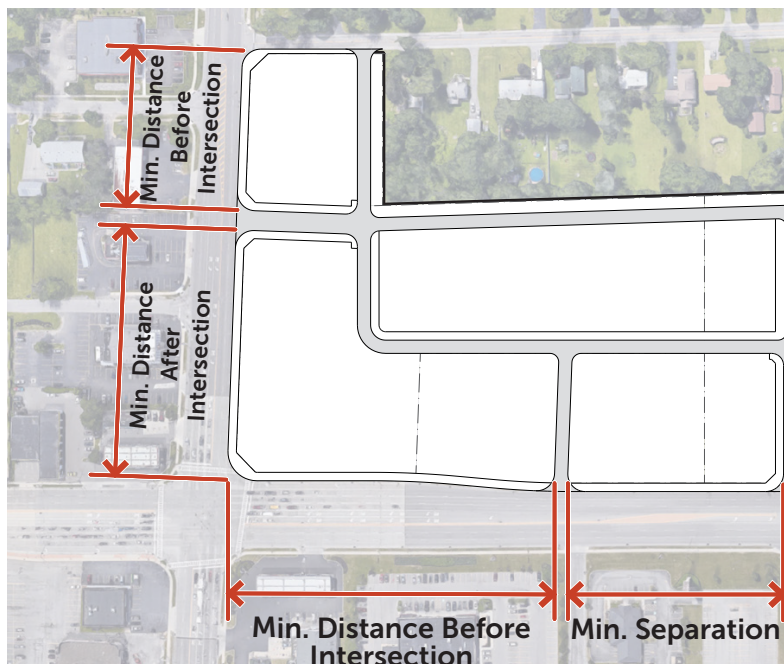 Min. Distance
Before
Intersection
Min. Distance
After
Intersection
Min. Distance Before
Intersection
Min. Separation